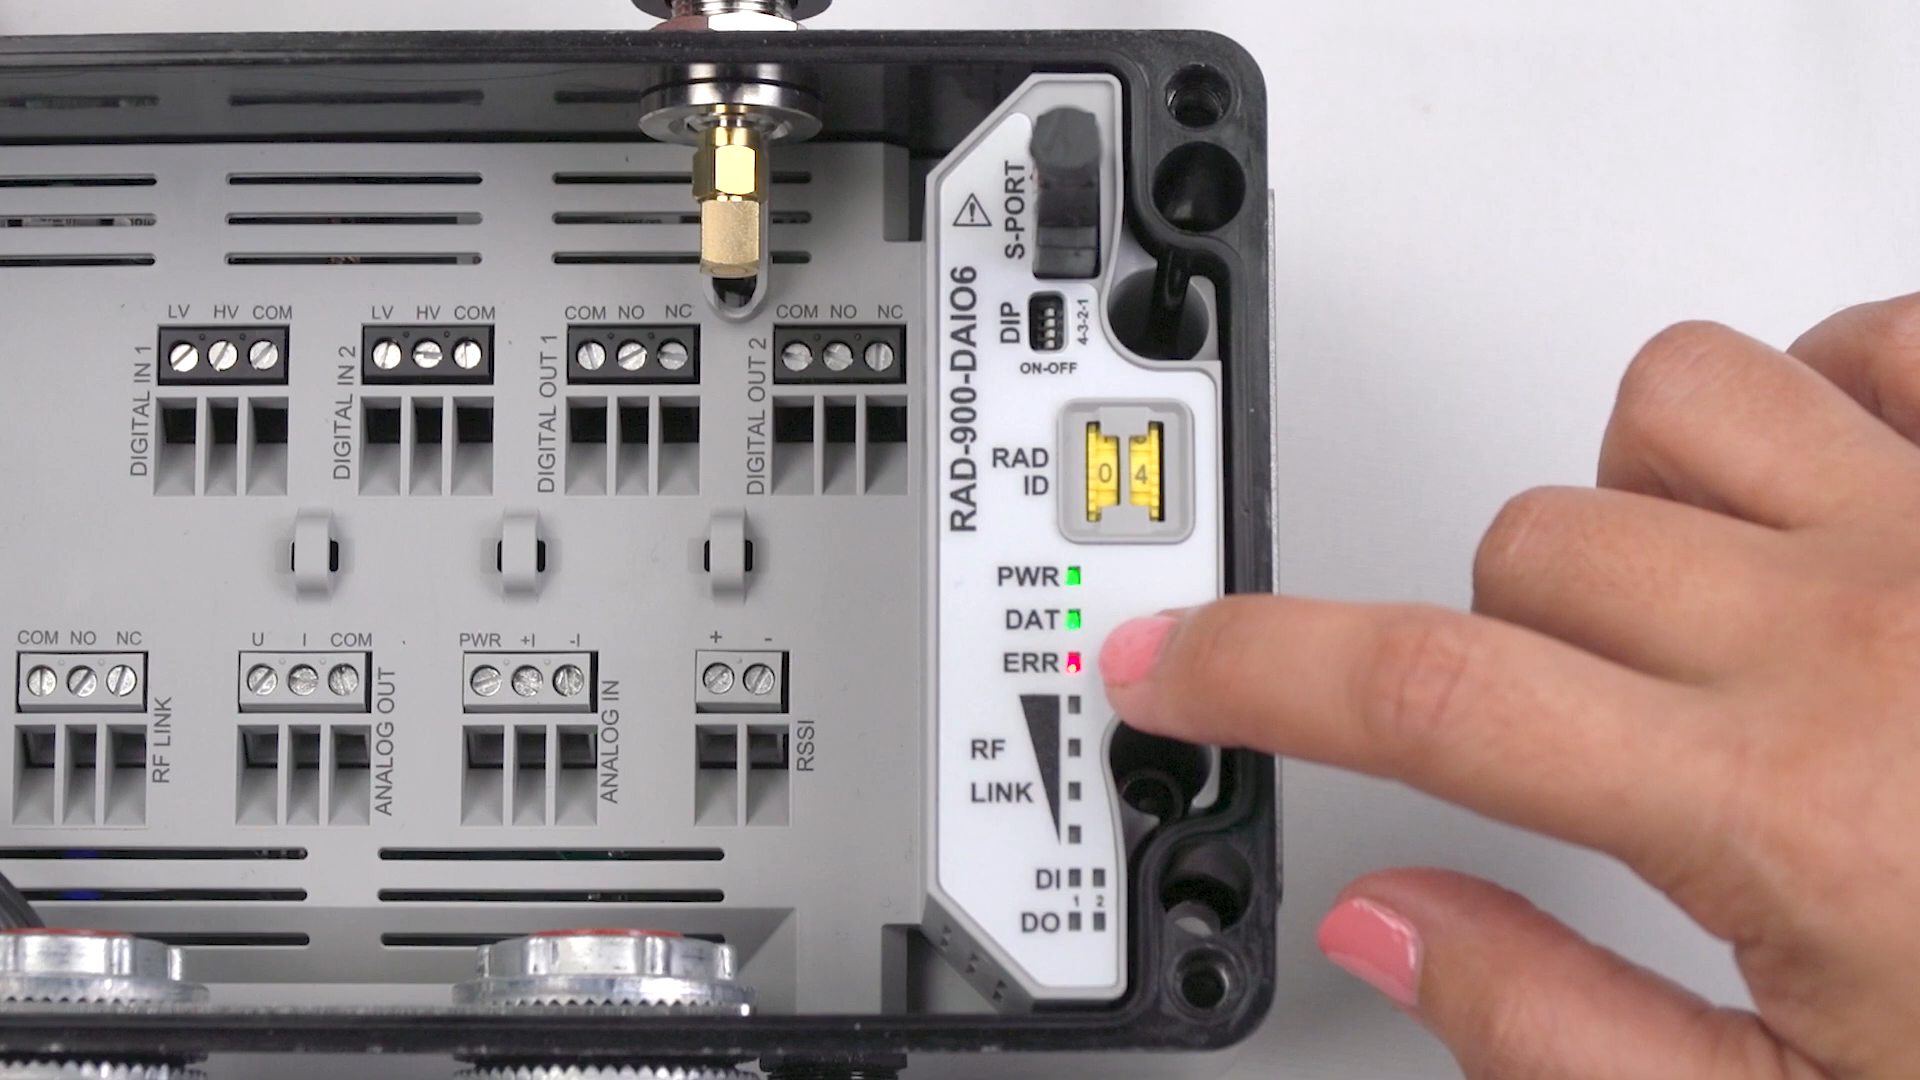 LV HV COM
DIGITAL IN 1
LV HV COM
DIGITAL IN 2
COM NO NC
DIGITAL OUT 1
COM NO NC
DIGITAL OUT 2
COM NO NC
RF LINK
U I COM
ANALOG OUT
PWR +I -I
ANALOG IN
+ -
RSSI
RAD-900-DAIO6
S-PORT
DIP
4-3-2-1
ON-OFF
RAD
ID
0 4
PWR
DAT
ERR
RF
LINK
DI
1 2
DO